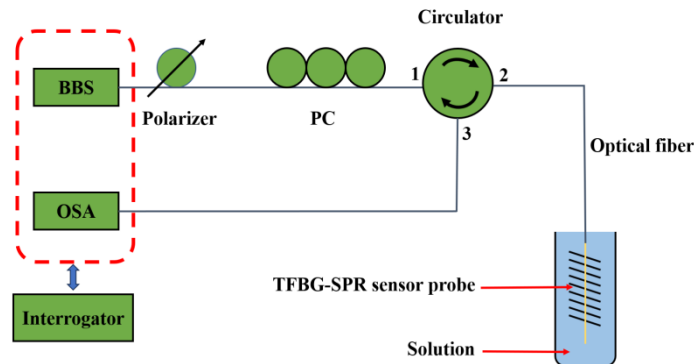 Circulator
BBS
1
2
Polarizer
PC
3
Optical fiber
OSA
TFBG-SPR sensor probe
Interrogator
Solution